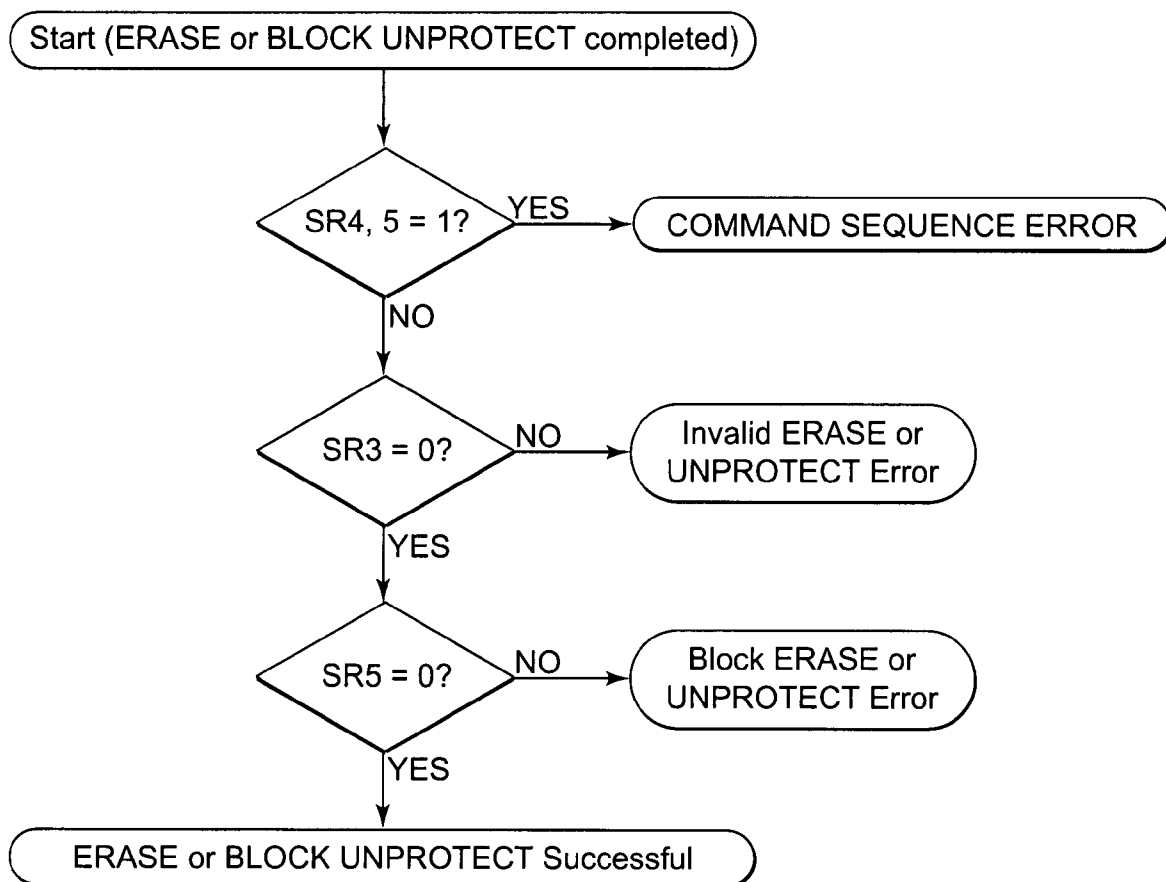 Start (ERASE or BLOCK UNPROTECT completed)
SR4, 5 = 1?
YES
COMMAND SEQUENCE ERROR
NO
SR3 = 0?
NO
Invalid ERASE or
UNPROTECT Error
YES
SR5 = 0?
NO
Block ERASE or
UNPROTECT Error
YES
ERASE or BLOCK UNPROTECT Successful